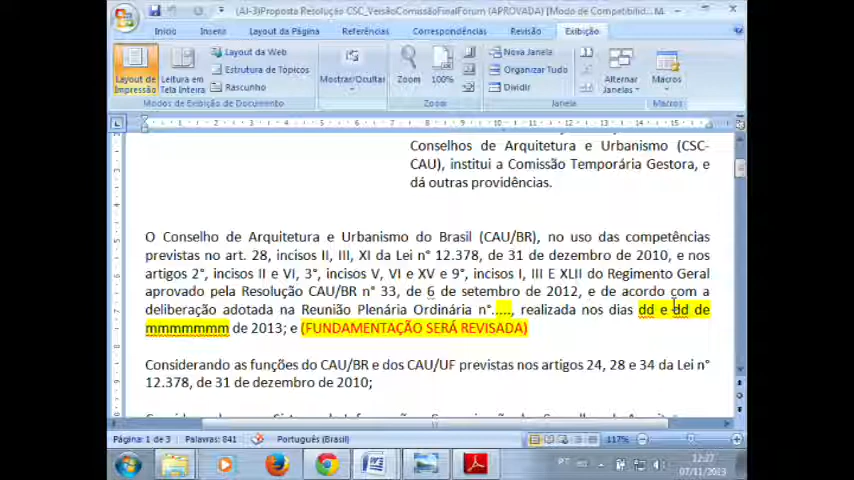 (AI-3)Proposta Resolução CSC_VersãoComissãoFinalForum (APROVADA) [Modo de Compatibilid...
Início Inserir Layout da Página Referências Correspondências Revisão Exibição
Layout de Impressão
Leitura em Tela Inteira
Layout da Web
Estrutura de Tópicos
Rascunho
Modos de Exibição de Documento
Mostrar/Ocultar
Zoom
100%
Zoom
Nova Janela
Organizar Tudo
Dividir
Alternar Janelas
Janela
Macros
Macros
Conselhos de Arquitetura e Urbanismo (CSC-
CAU), institui a Comissão Temporária Gestora, e
dá outras providências.
O Conselho de Arquitetura e Urbanismo do Brasil (CAU/BR), no uso das competências
previstas no art. 28, incisos II, III, XI da Lei n° 12.378, de 31 de dezembro de 2010, e nos
artigos 2°, incisos II e VI, 3°, incisos V, VI e XV e 9°, incisos I, III E XLII do Regimento Geral
aprovado pela Resolução CAU/BR n° 33, de 6 de setembro de 2012, e de acordo com a
deliberação adotada na Reunião Plenária Ordinária n°....., realizada nos dias dd e dd de
mmmmmmm de 2013; e (FUNDAMENTAÇÃO SERÁ REVISADA)
Considerando as funções do CAU/BR e dos CAU/UF previstas nos artigos 24, 28 e 34 da Lei n°
12.378, de 31 de dezembro de 2010;
Página: 1 de 3 Palavras: 841 Português (Brasil) 117%
PT 12:27
07/11/2013